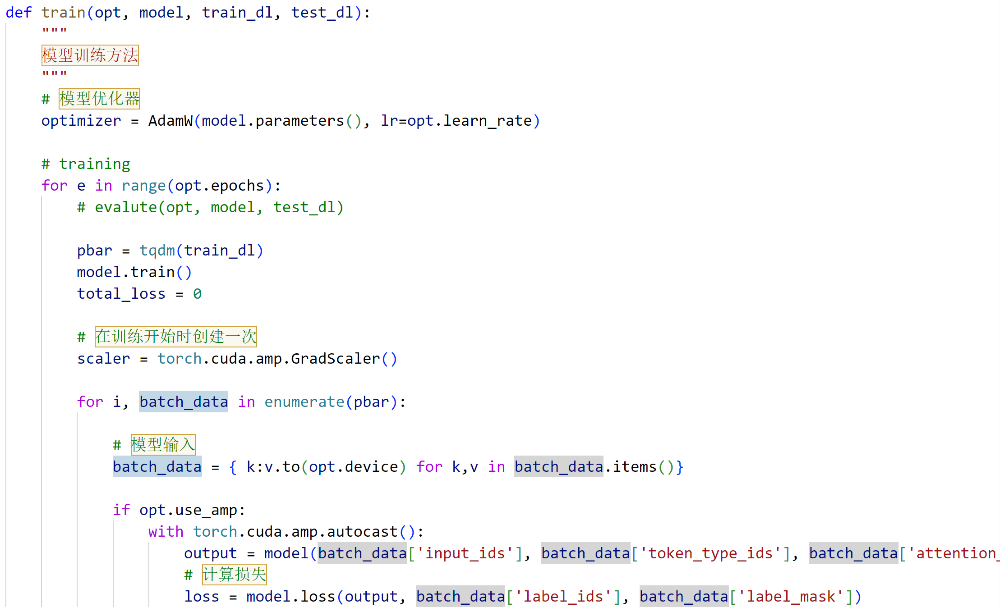 def train(opt, model, train_dl, test_dl):
    """
    模型训练方法
    """
    # 模型优化器
    optimizer = AdamW(model.parameters(), lr=opt.learn_rate)
    # training
    for e in range(opt.epochs):
        # evalute(opt, model, test_dl)
        pbar = tqdm(train_dl)
        model.train()
        total_loss = 0
        # 在训练开始时创建一次
        scaler = torch.cuda.amp.GradScaler()
        for i, batch_data in enumerate(pbar):
            # 模型输入
            batch_data = { k:v.to(opt.device) for k,v in batch_data.items()}
            if opt.use_amp:
                with torch.cuda.amp.autocast():
                    output = model(batch_data['input_ids'], batch_data['token_type_ids'], batch_data['attention_
                    # 计算损失
                    loss = model.loss(output, batch_data['label_ids'], batch_data['label_mask'])